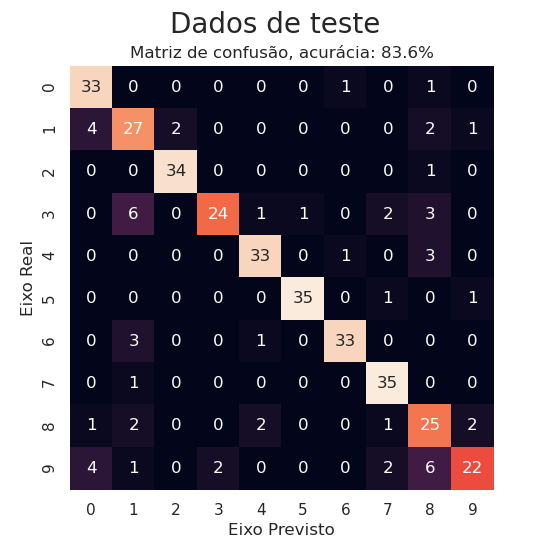 Dados de teste
Matriz de confusão, acurácia: 83.6%
0 33 0 0 0 0 0 1 0 1 0
1 4 27 2 0 0 0 0 0 2 1
2 0 0 34 0 0 0 0 0 1 0
3 0 6 0 24 1 1 0 2 3 0
4 0 0 0 0 33 0 1 0 3 0
5 0 0 0 0 0 35 0 1 0 1
6 0 3 0 0 1 0 33 0 0 0
7 0 1 0 0 0 0 0 35 0 0
8 1 2 0 0 2 0 0 1 25 2
9 4 1 0 2 0 0 0 2 6 22
Eixo Real
0 1 2 3 4 5 6 7 8 9
Eixo Previsto